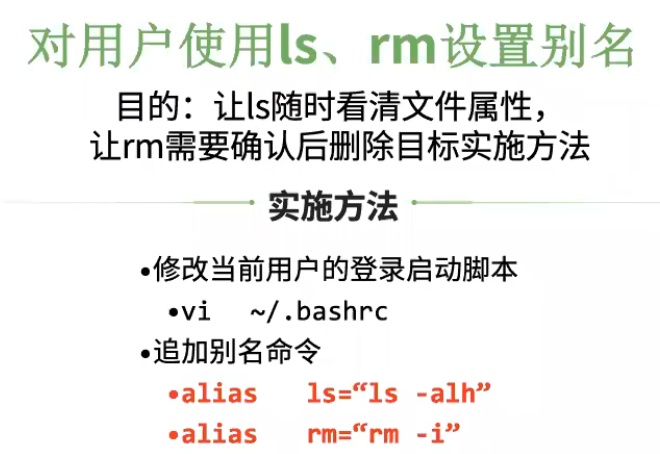 对用户使用ls、rm设置别名
目的：让ls随时看清文件属性，
让rm需要确认后删除目标实施方法
实施方法
•修改当前用户的登录启动脚本
•vi ~/.bashrc
•追加别名命令
•alias ls=“ls -alh”
•alias rm=“rm -i”